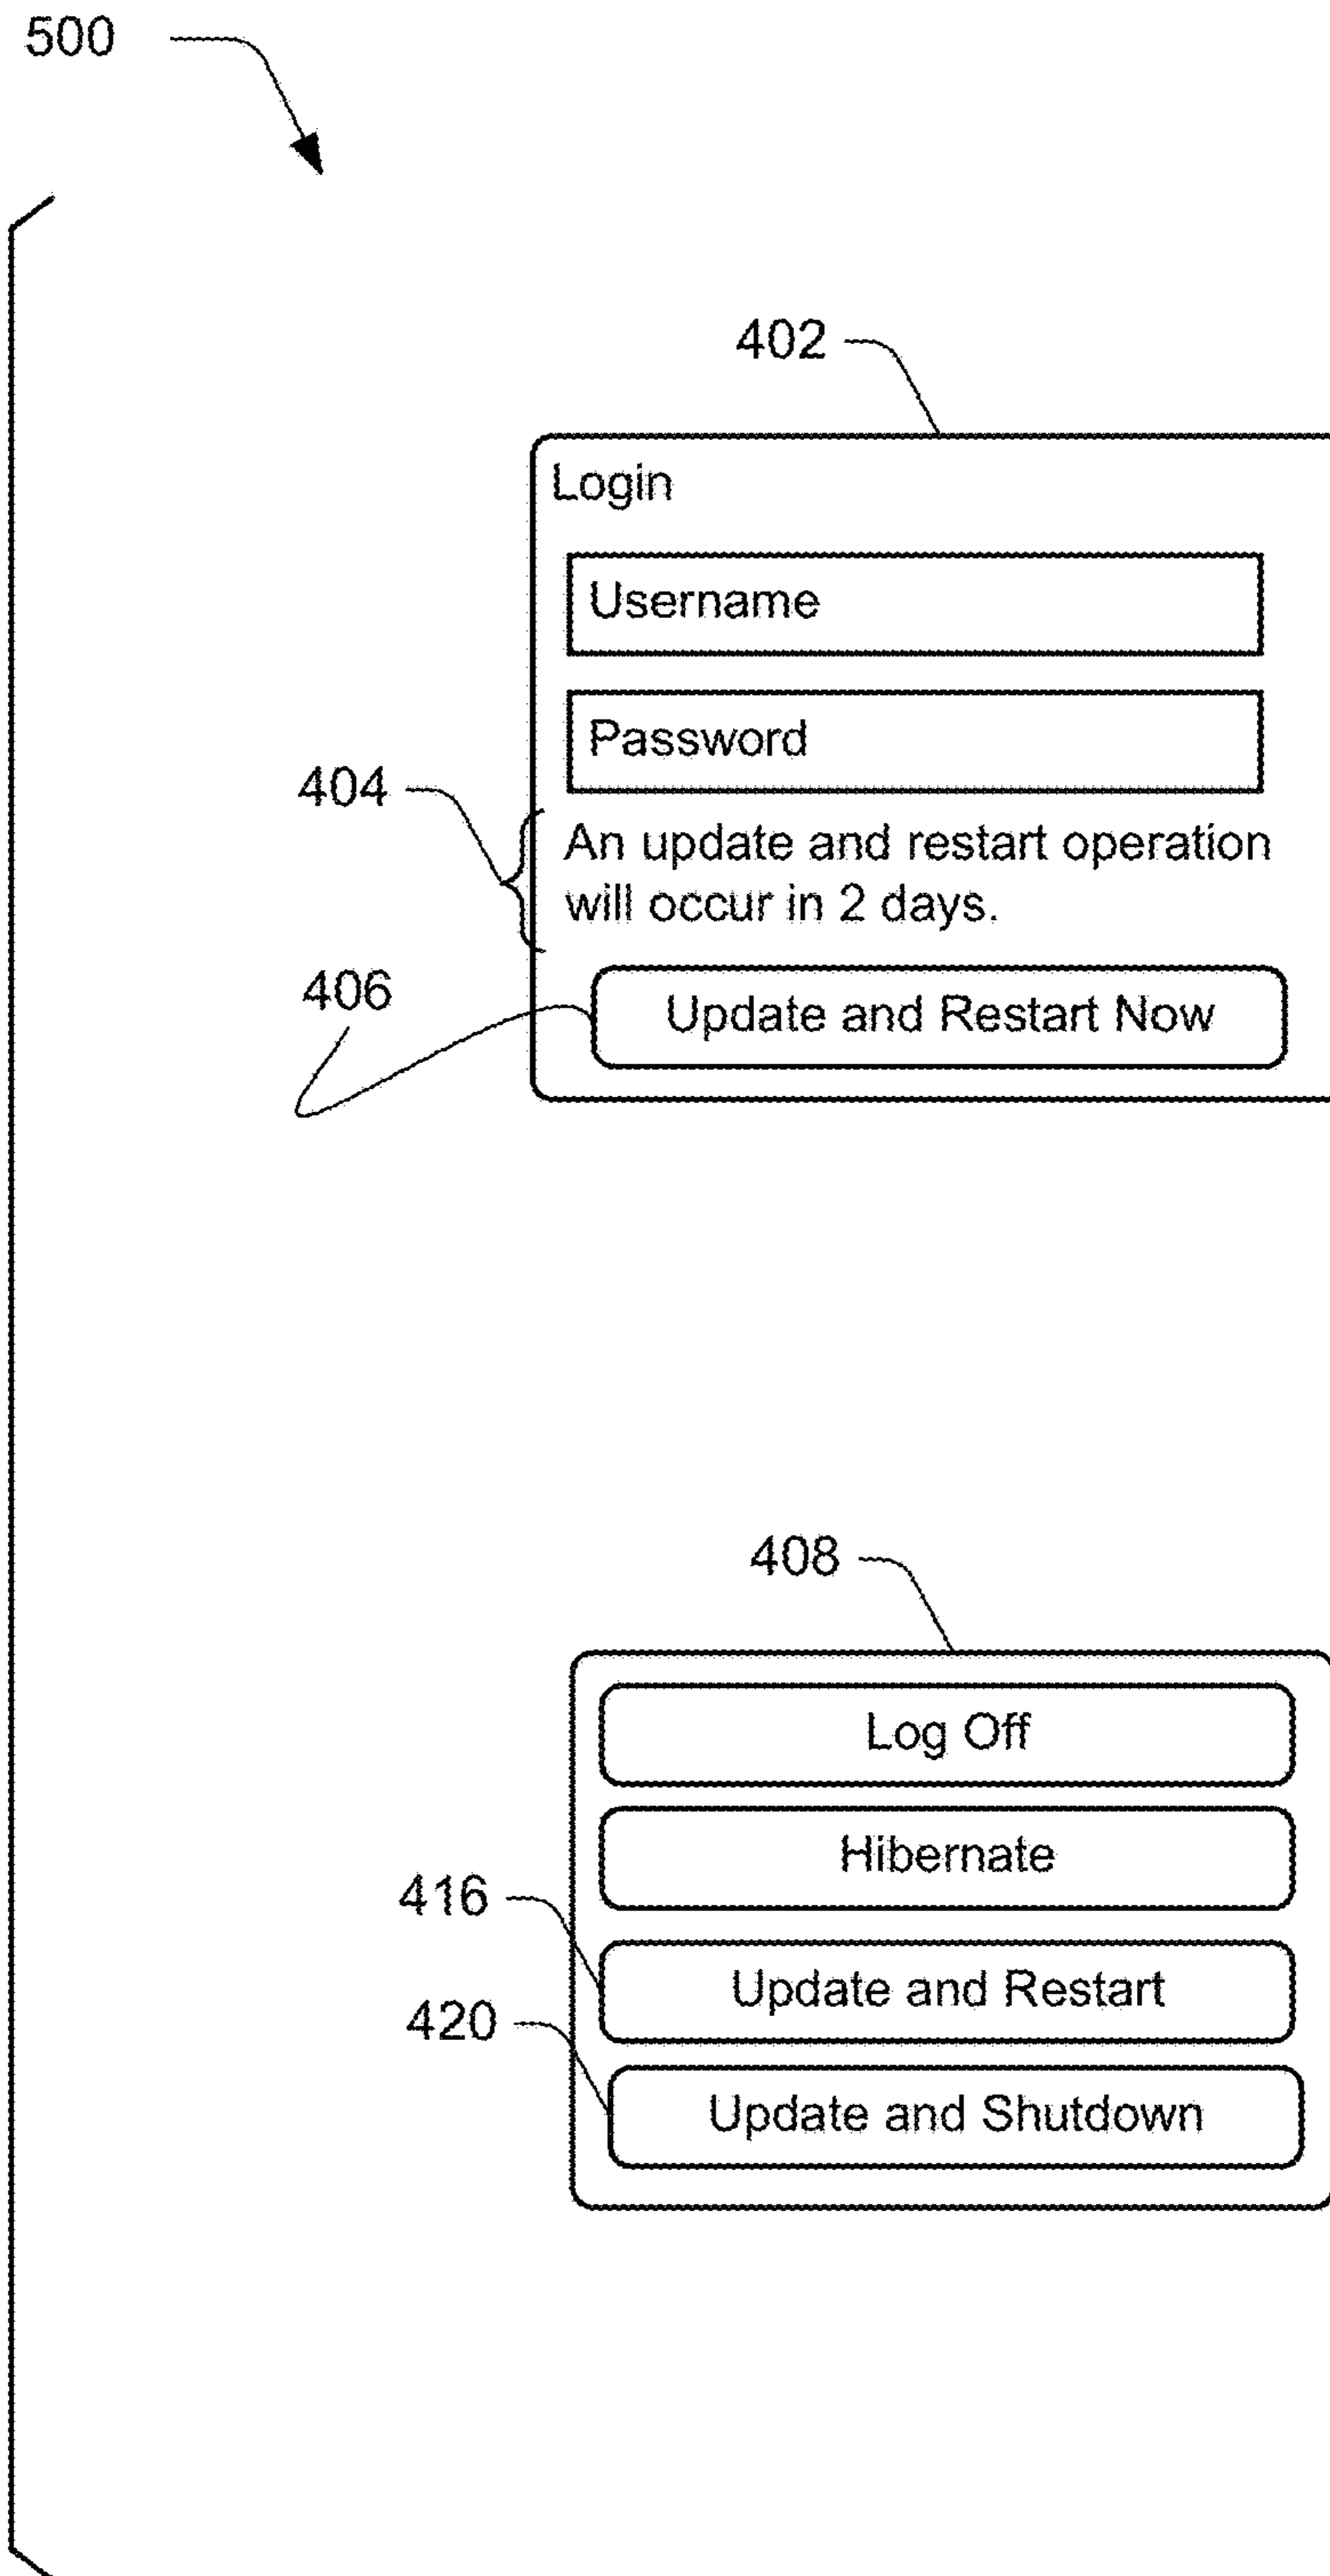 500
402
Login
Username
Password
404
An update and restart operation
will occur in 2 days.
406
Update and Restart Now
408
Log Off
Hibernate
416
Update and Restart
420
Update and Shutdown